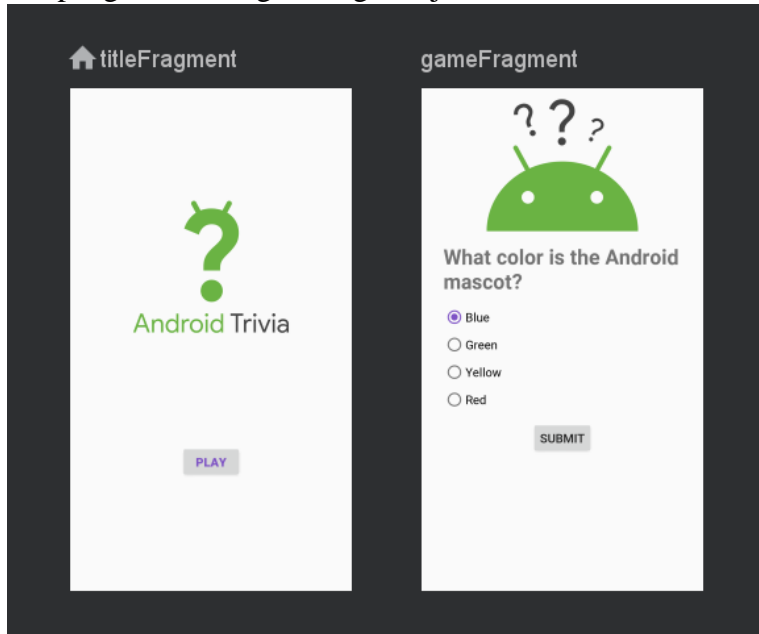 titleFragment
gameFragment
? ? ?
?
Android Trivia
PLAY
What color is the Android
mascot?
Blue
Green
Yellow
Red
SUBMIT